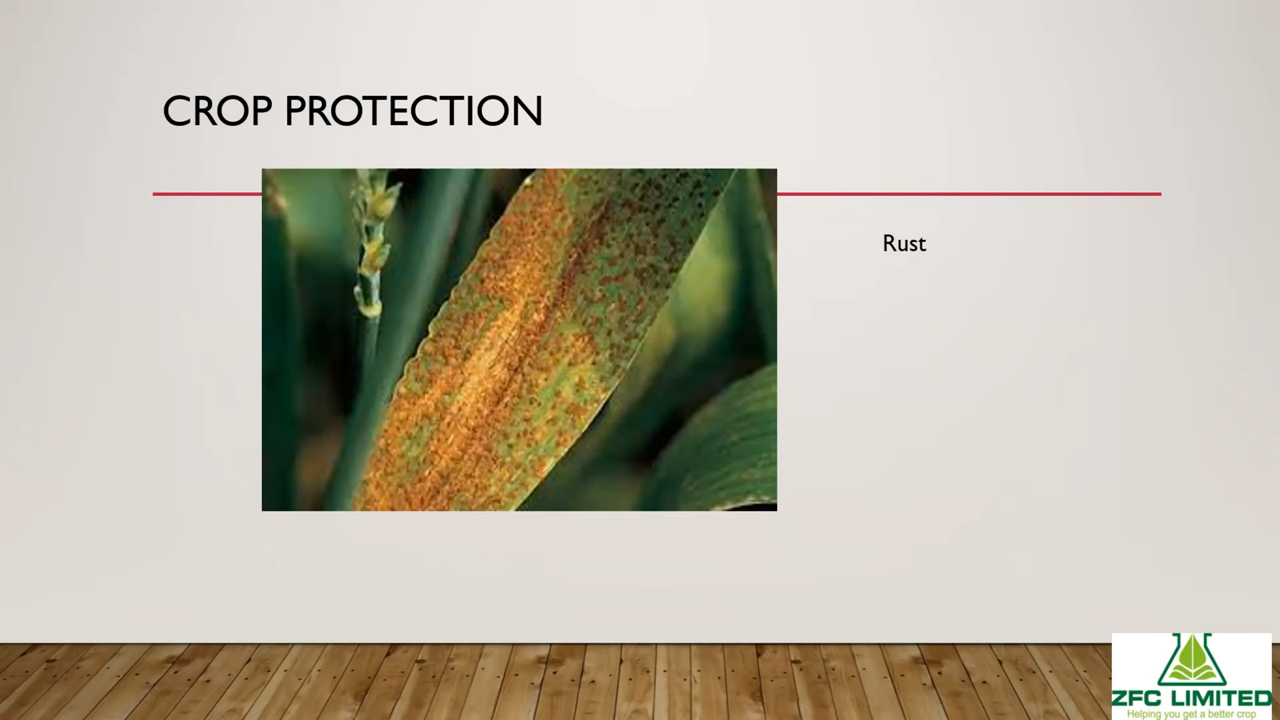 CROP PROTECTION
Rust
ZFC LIMITED
Helping you get a better crop